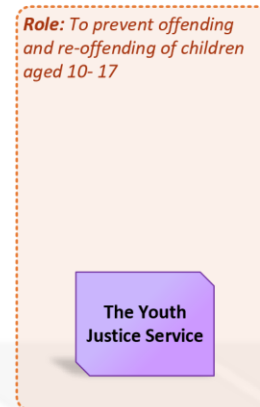 Role: To prevent offending
and re-offending of children
aged 10- 17
The Youth
Justice Service